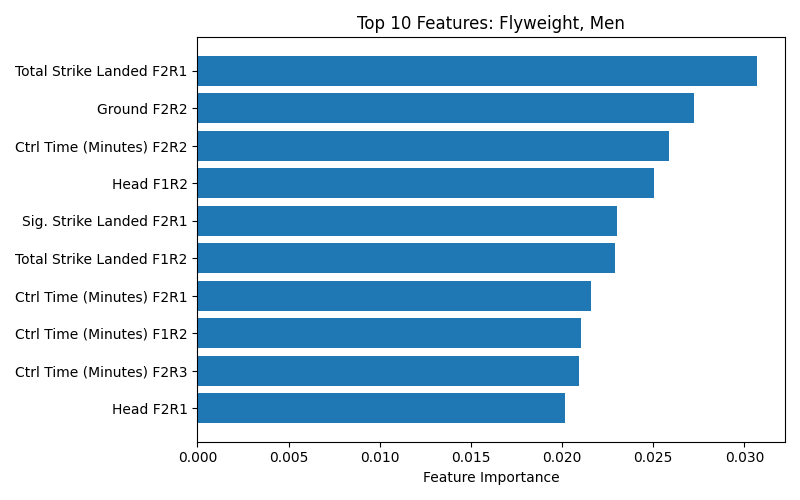 Top 10 Features: Flyweight, Men
Total Strike Landed F2R1
Ground F2R2
Ctrl Time (Minutes) F2R2
Head F1R2
Sig. Strike Landed F2R1
Total Strike Landed F1R2
Ctrl Time (Minutes) F2R1
Ctrl Time (Minutes) F1R2
Ctrl Time (Minutes) F2R3
Head F2R1
0.000 0.005 0.010 0.015 0.020 0.025 0.030
Feature Importance